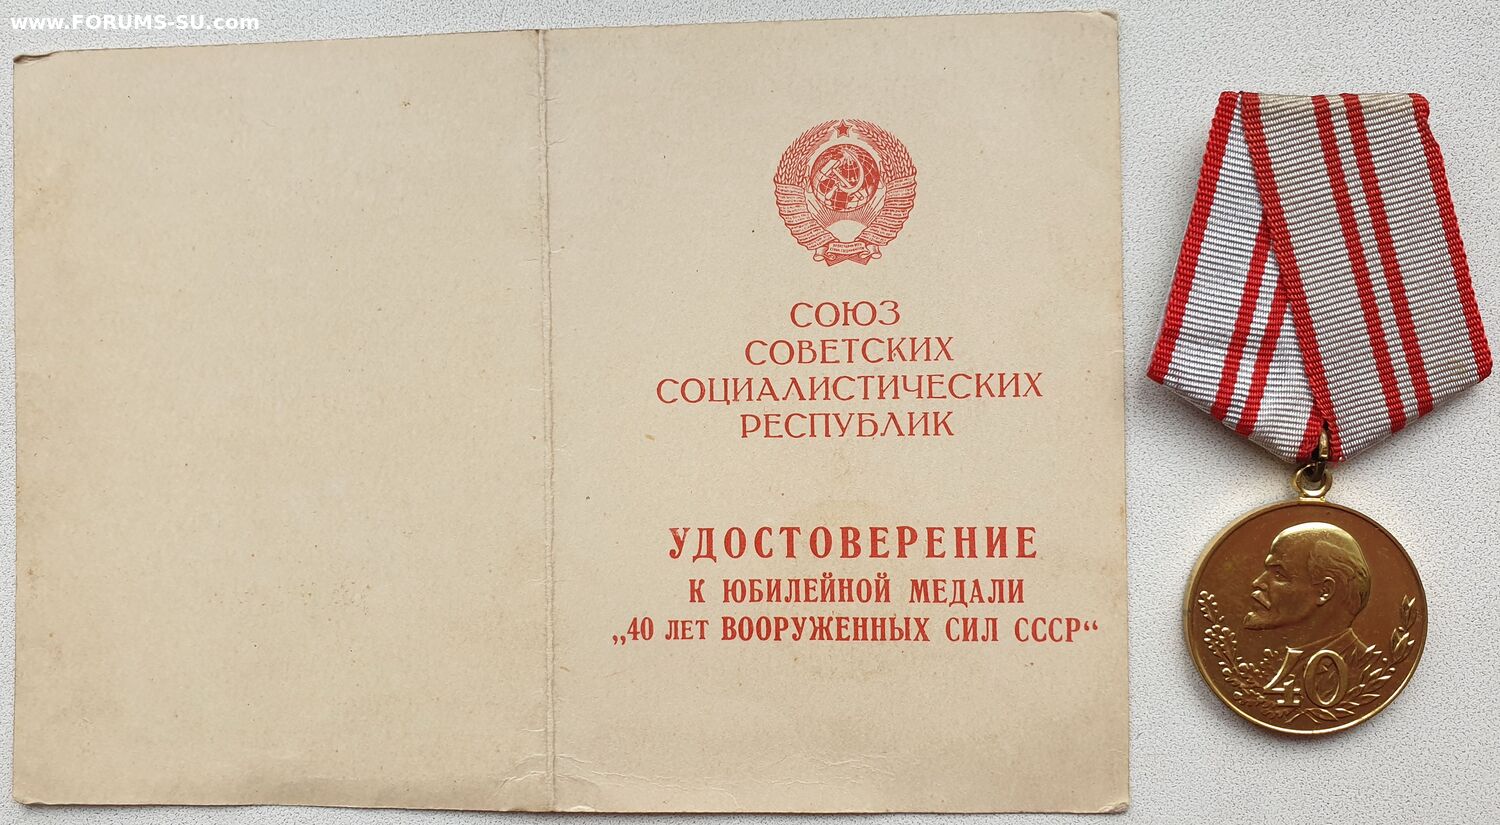 www.FORUMS-SU.com
СОЮЗ
СОВЕТСКИХ
СОЦИАЛИСТИЧЕСКИХ
РЕСПУБЛИК
УДОСТОВЕРЕНИЕ
К ЮБИЛЕЙНОЙ МЕДАЛИ
„40 ЛЕТ ВООРУЖЕННЫХ СИЛ СССР“
40